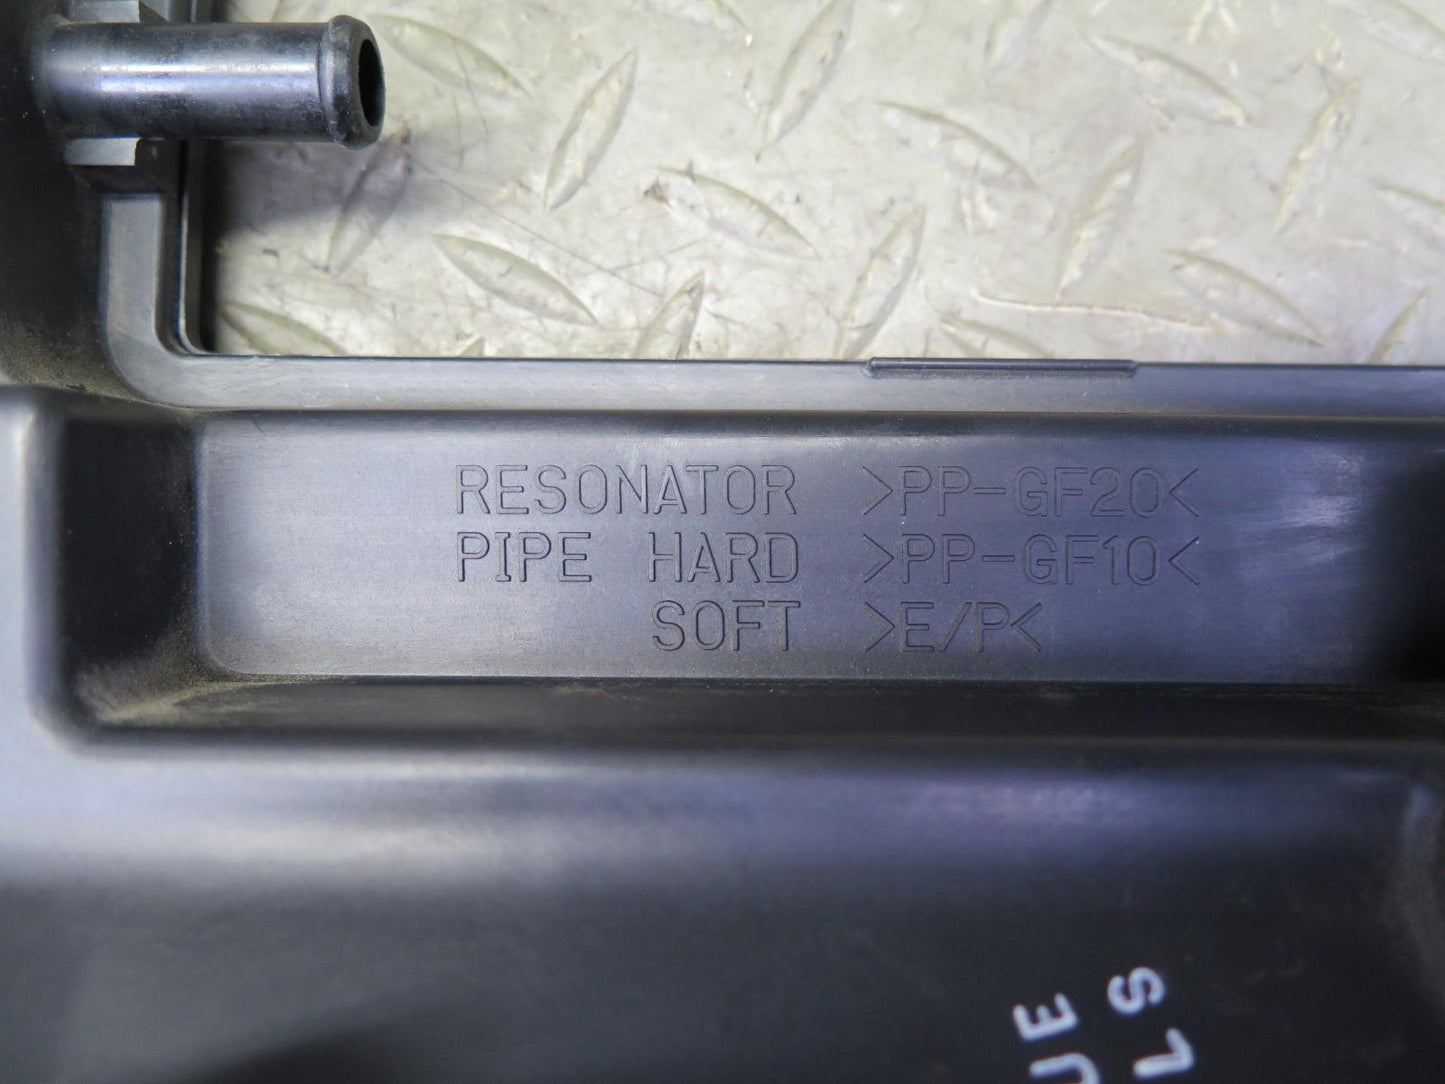 RESONATOR >PP-GF20<
PIPE HARD >PP-GF10<
SOFT >E/P<